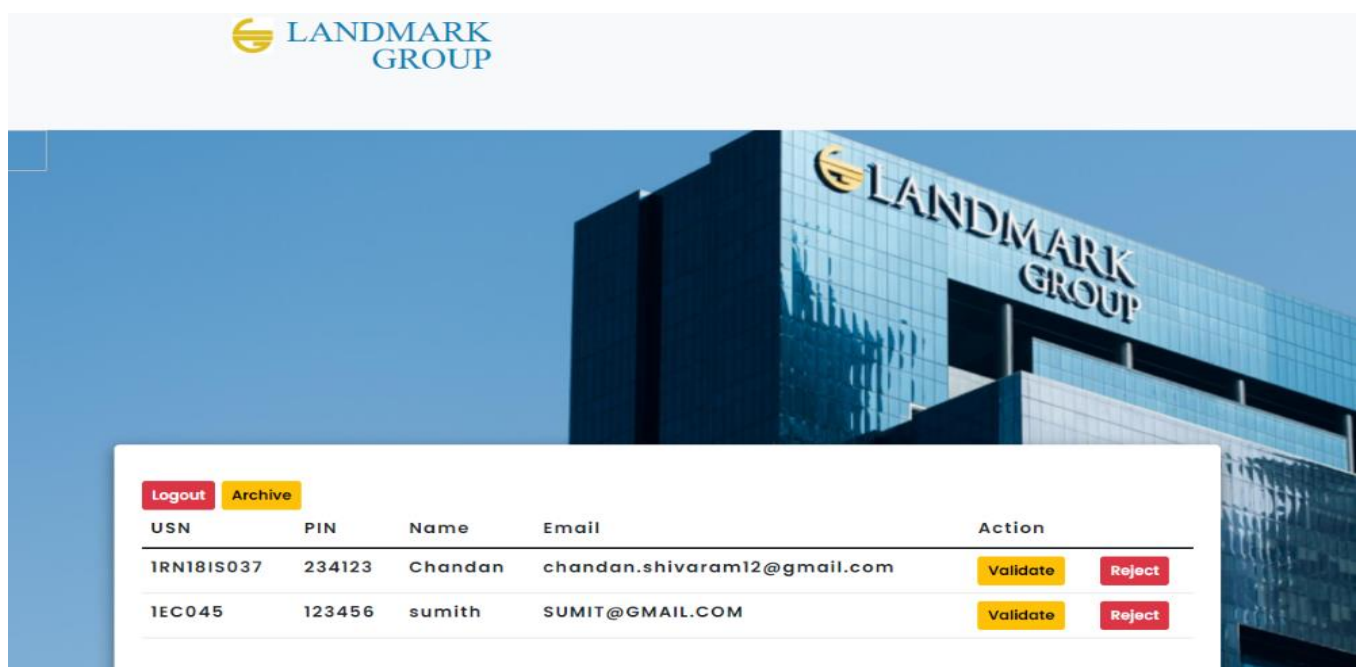 LANDMARK
GROUP
LANDMARK
GROUP
Logout Archive
USN PIN Name Email Action
1RN18IS037 234123 Chandan chandan.shivaram12@gmail.com Validate Reject
1EC045 123456 sumith SUMIT@GMAIL.COM Validate Reject